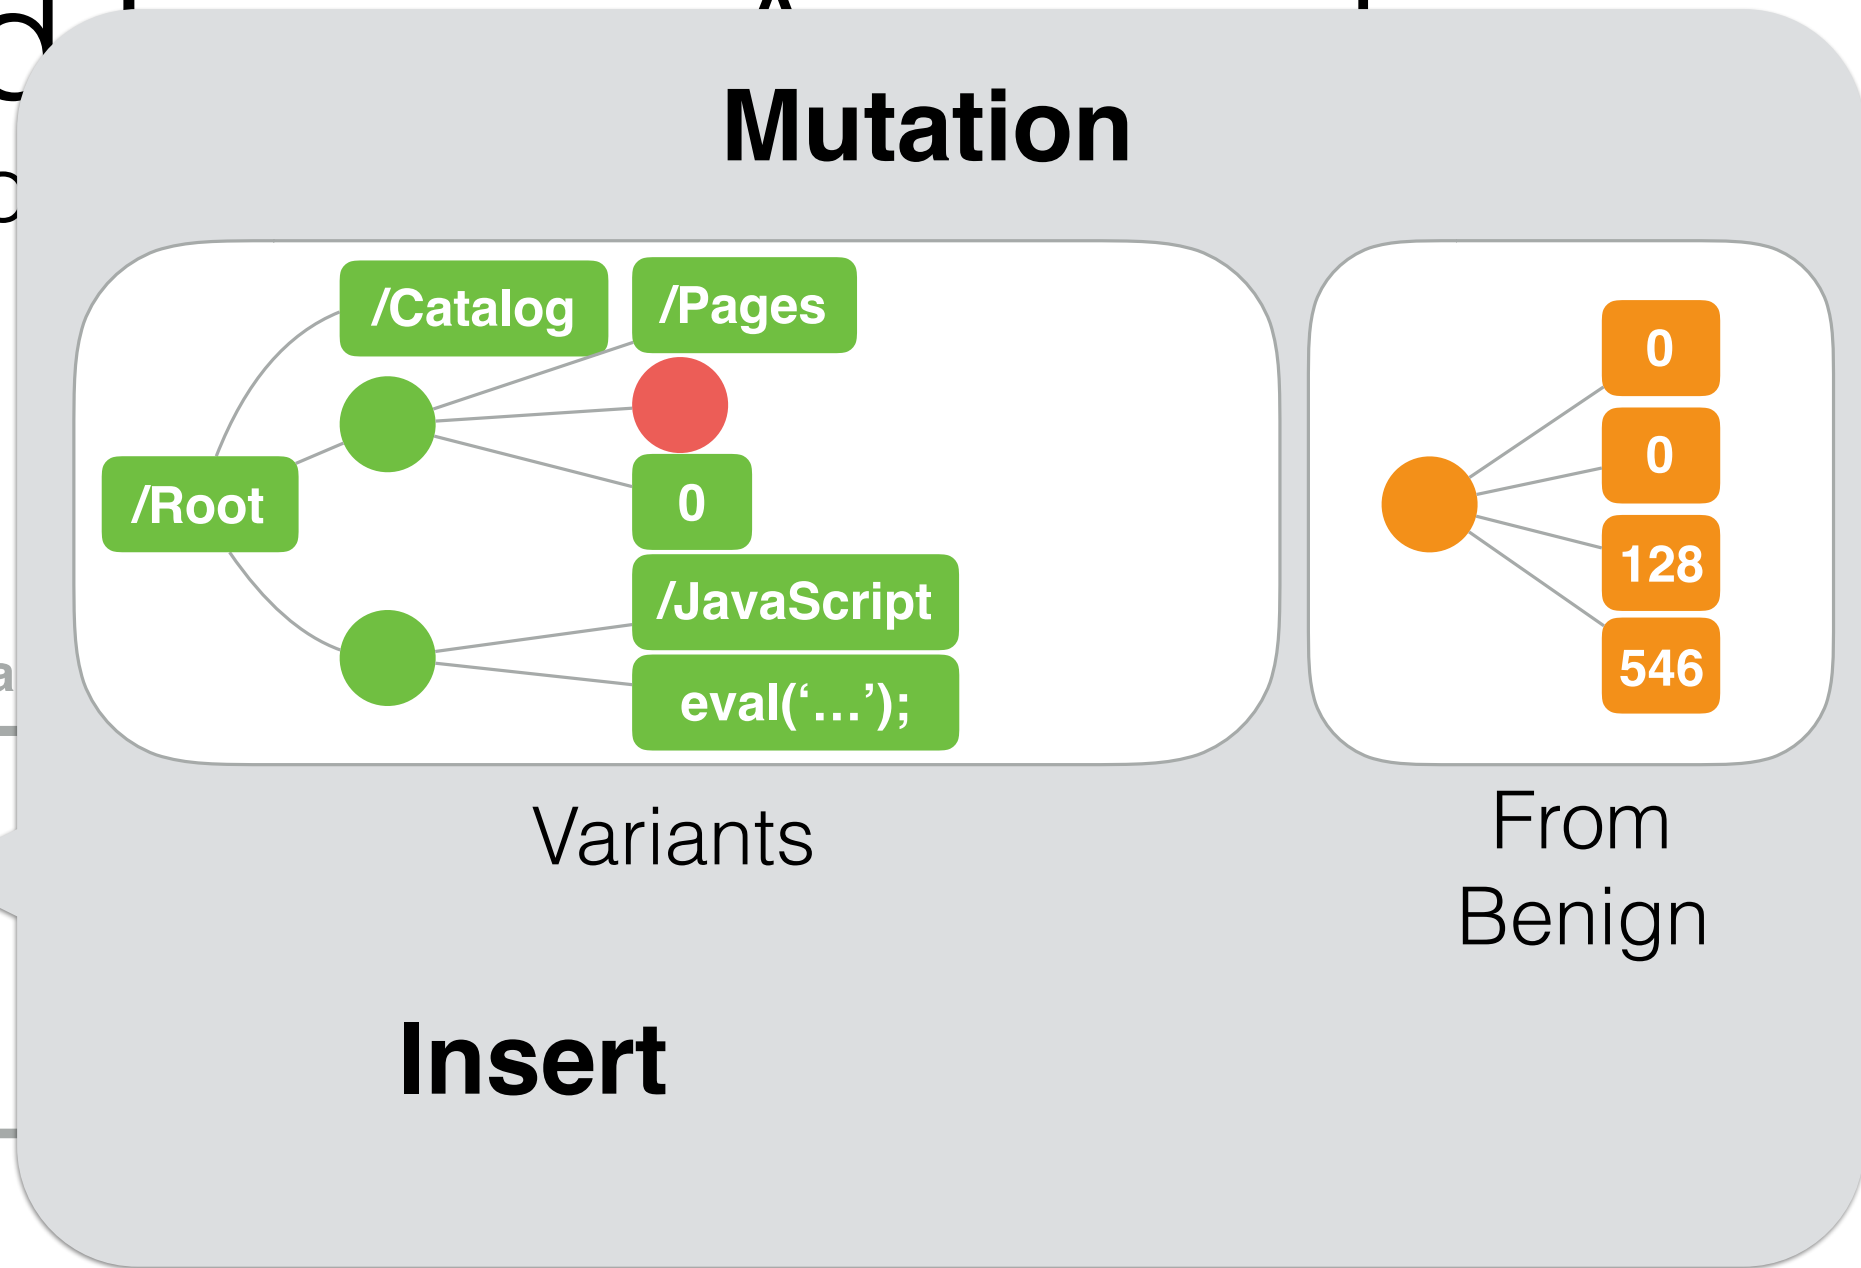 Mutation
/Catalog
/Pages
/Root
0
/JavaScript
eval(‘…’);
0
0
128
546
Variants
From
Benign
Insert